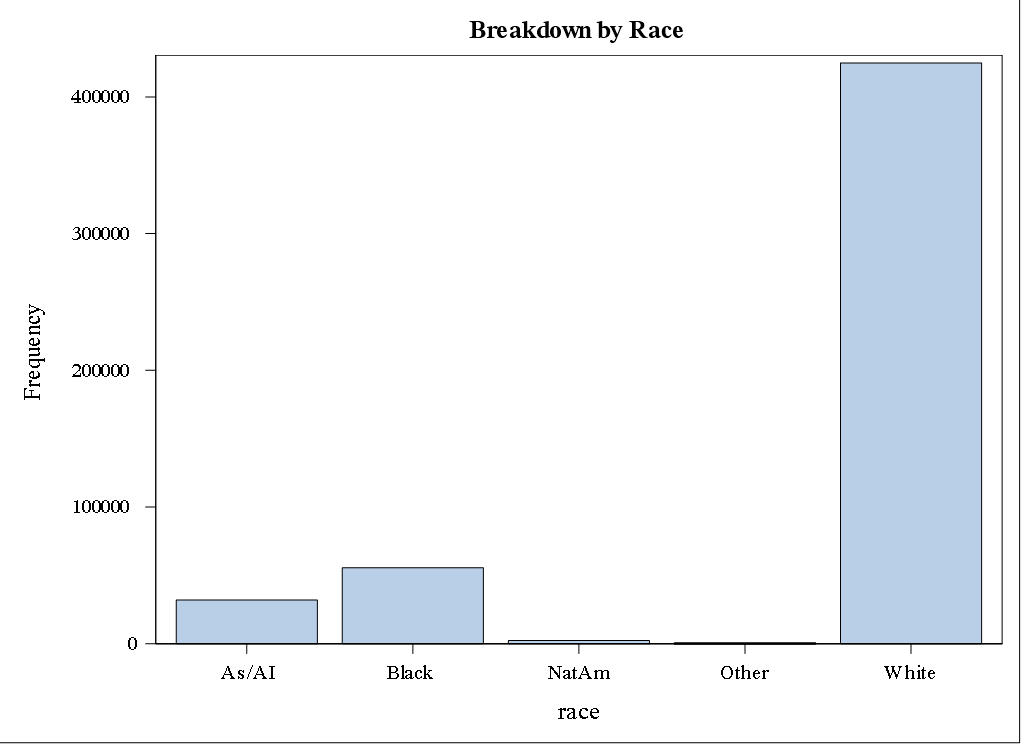 Breakdown by Race
400000
300000
200000
100000
0
Frequency
As/AI Black NatAm Other White
race